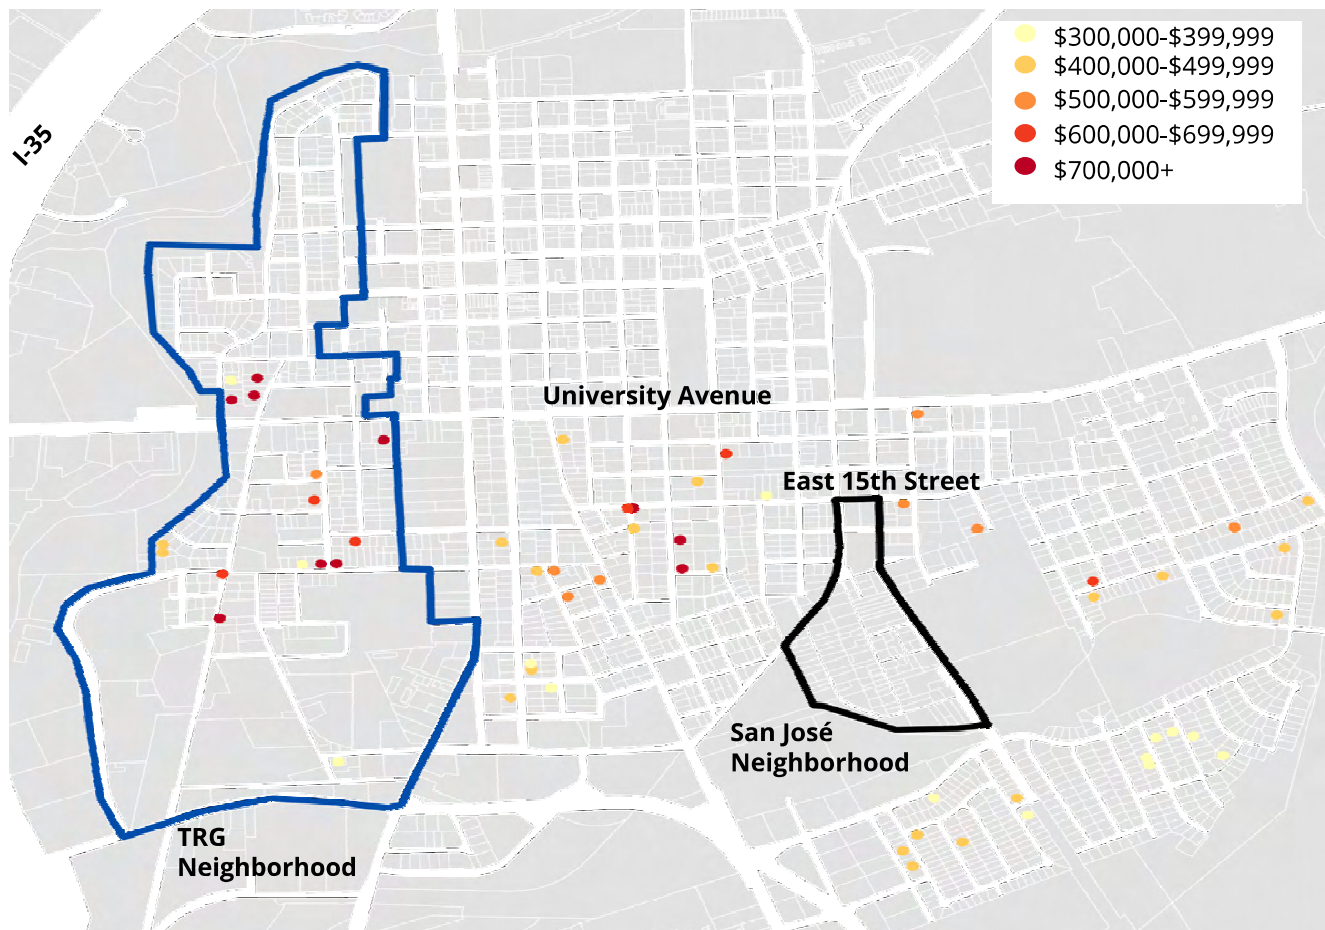 $300,000-$399,999
$400,000-$499,999
$500,000-$599,999
$600,000-$699,999
$700,000+
I-35
University Avenue
East 15th Street
San José
Neighborhood
TRG
Neighborhood